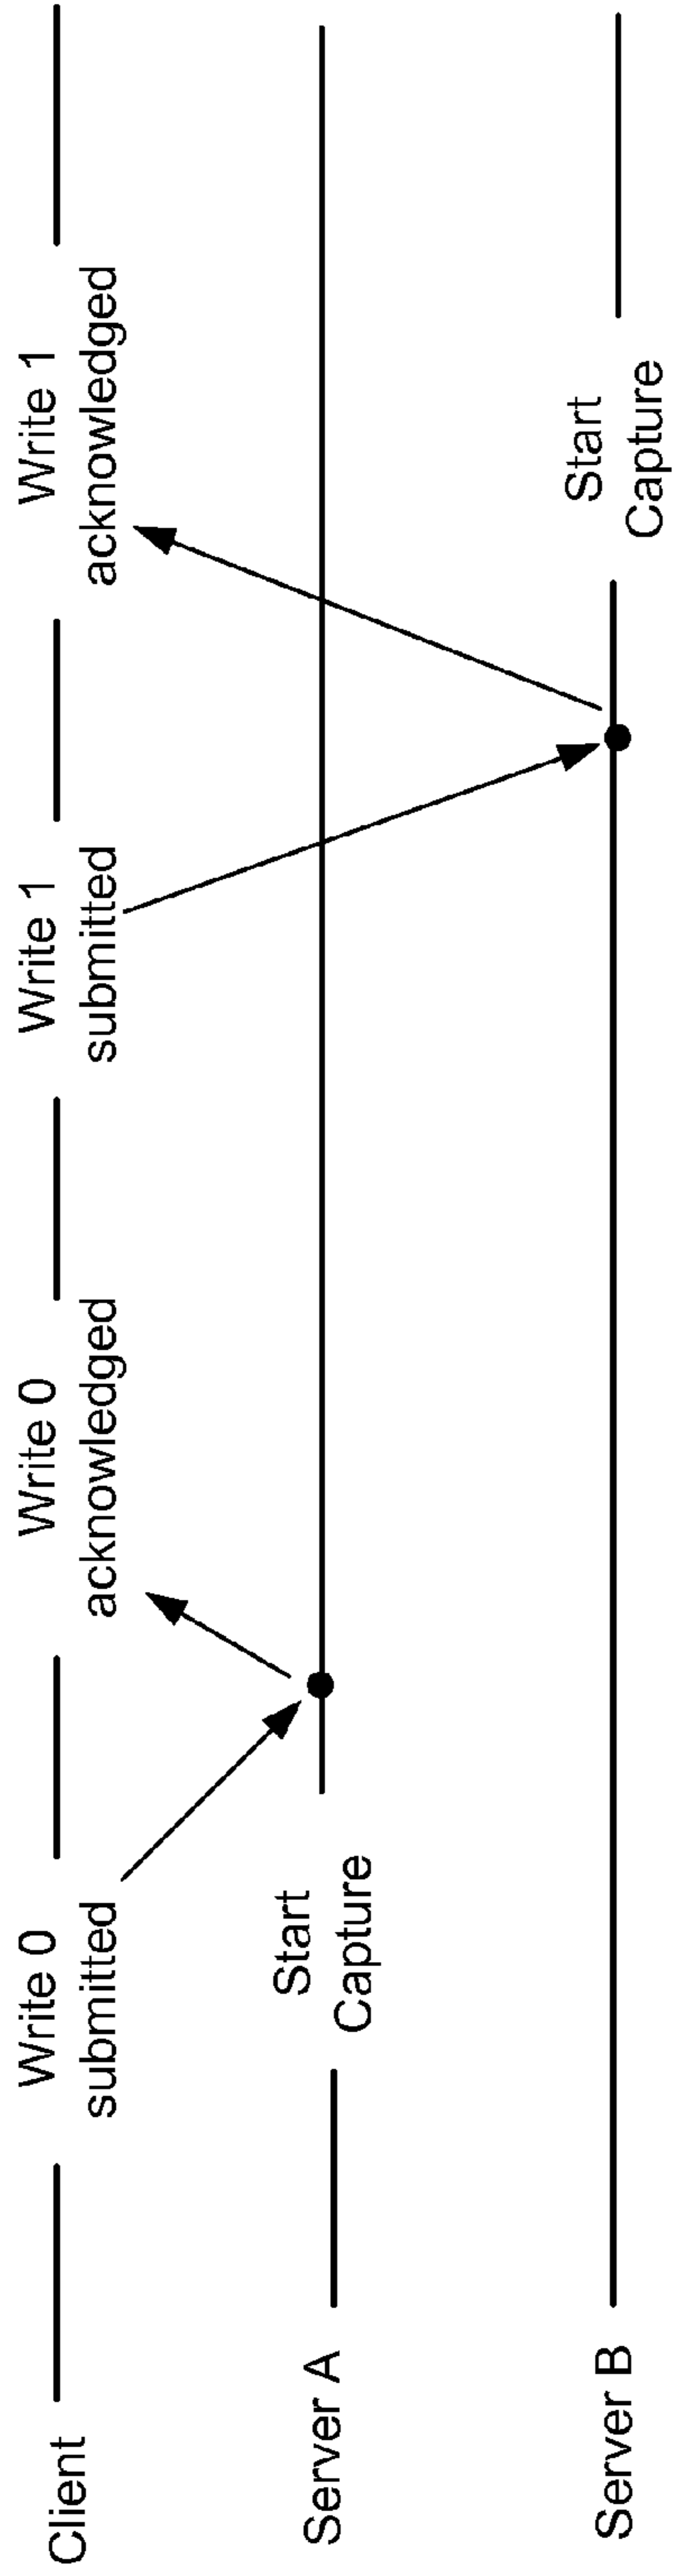 Client
Write 0
submitted
Write 0
acknowledged
Write 1
submitted
Write 1
acknowledged
Server A
Start
Capture
Server B
Start
Capture